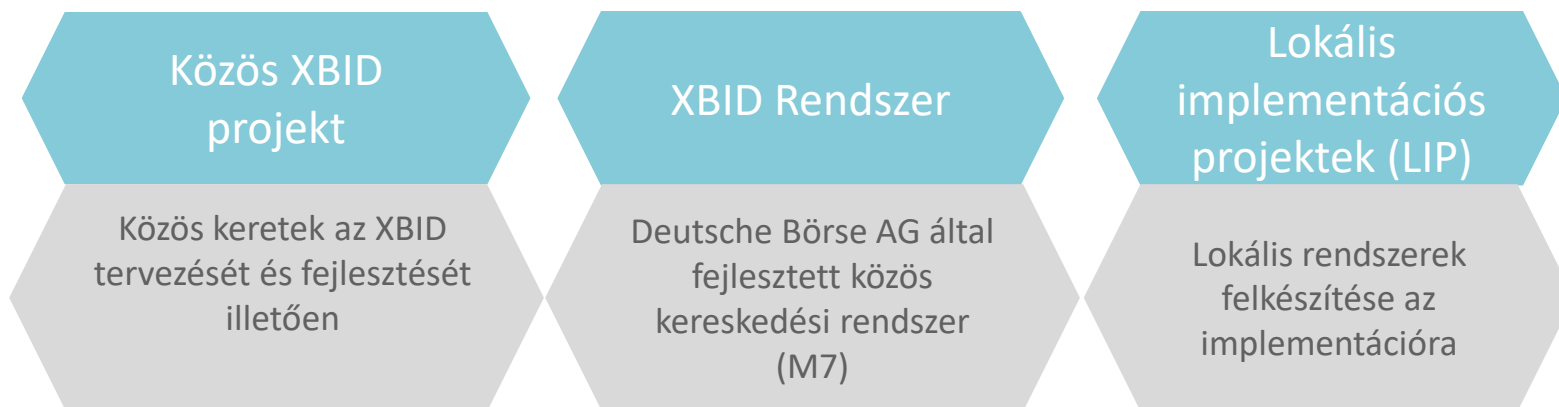 Közös XBID
projekt
Közös keretek az XBID
tervezését és fejlesztését
illetően
XBID Rendszer
Deutsche Börse AG által
fejlesztett közös
kereskedési rendszer
(M7)
Lokális
implementációs
projektek (LIP)
Lokális rendszerek
felkészítése az
implementációra